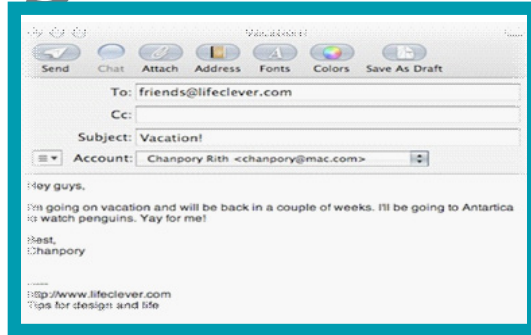 Vacation!
Send Chat Attach Address Fonts Colors Save As Draft
To: friends@lifeclever.com
Cc:
Subject: Vacation!
Account: Chanpory Rith <chanpory@mac.com>
Hey guys,
I'm going on vacation and will be back in a couple of weeks. I'll be going to Antartica
to watch penguins. Yay for me!
Best,
Chanpory
http://www.lifeclever.com
Tips for design and life